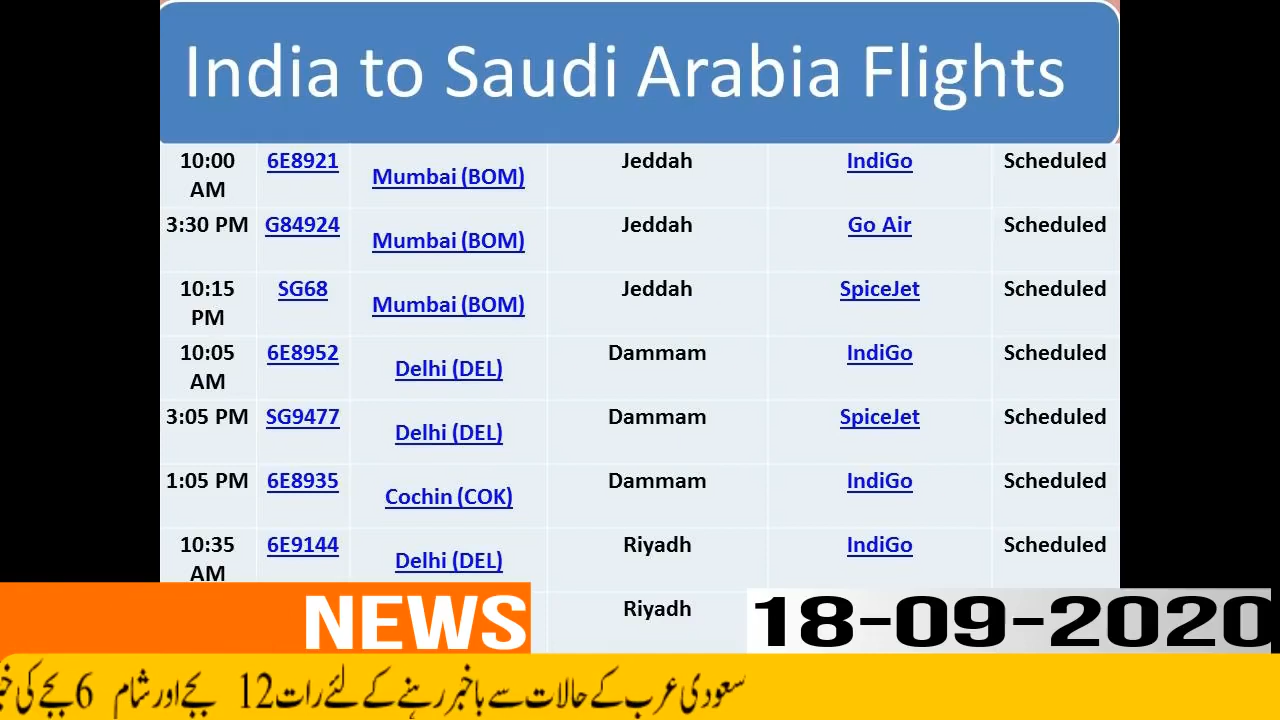 India to Saudi Arabia Flights
10:00 AM 6E8921 Mumbai (BOM) Jeddah IndiGo Scheduled
3:30 PM G84924 Mumbai (BOM) Jeddah Go Air Scheduled
10:15 PM SG68 Mumbai (BOM) Jeddah SpiceJet Scheduled
10:05 AM 6E8952 Delhi (DEL) Dammam IndiGo Scheduled
3:05 PM SG9477 Delhi (DEL) Dammam SpiceJet Scheduled
1:05 PM 6E8935 Cochin (COK) Dammam IndiGo Scheduled
10:35 AM 6E9144 Delhi (DEL) Riyadh IndiGo Scheduled
Riyadh
NEWS
18-09-2020
سعودی عرب کے حالات سے باخبر رہنے کے لئے رات 12 بجے اور شام 6 بجے کی